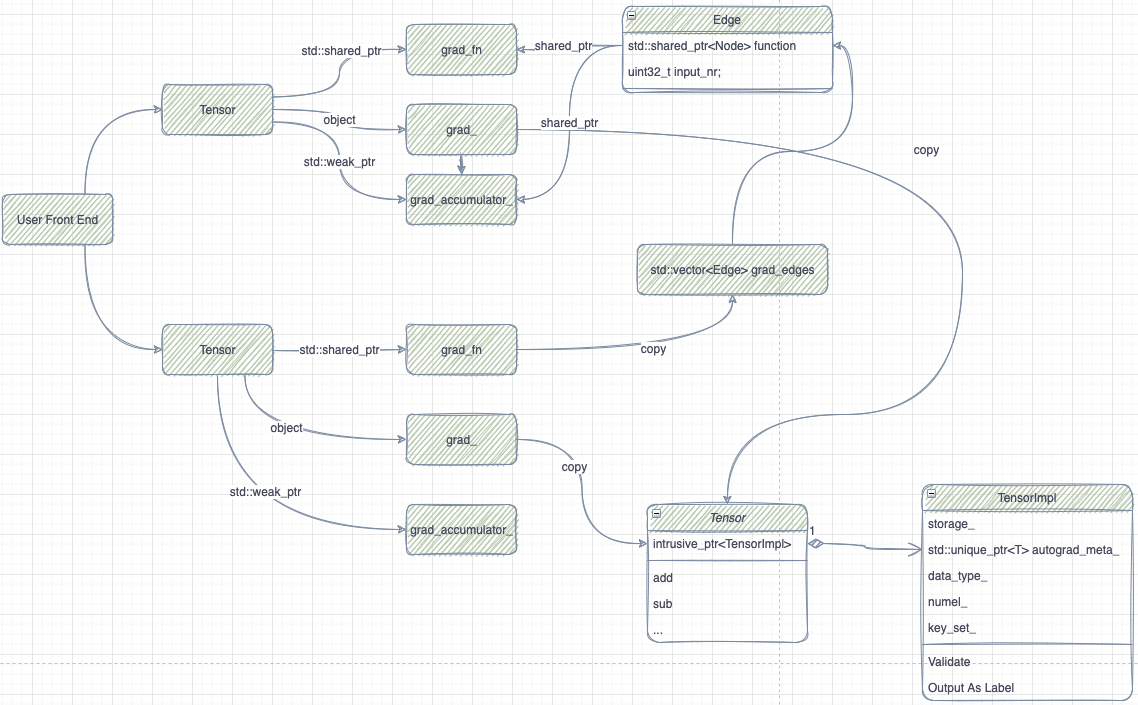 Edge
std::shared_ptr<Node> function
uint32_t input_nr;
std::shared_ptr
grad_fn
shared_ptr
Tensor
object
grad_
shared_ptr
copy
std::weak_ptr
grad_accumulator_
User Front End
std::vector<Edge> grad_edges
Tensor
std::shared_ptr
grad_fn
copy
object
grad_
copy
std::weak_ptr
grad_accumulator_
Tensor
intrusive_ptr<TensorImpl>
add
sub
...
1
TensorImpl
storage_
std::unique_ptr<T> autograd_meta_
data_type_
numel_
key_set_
Validate
Output As Label